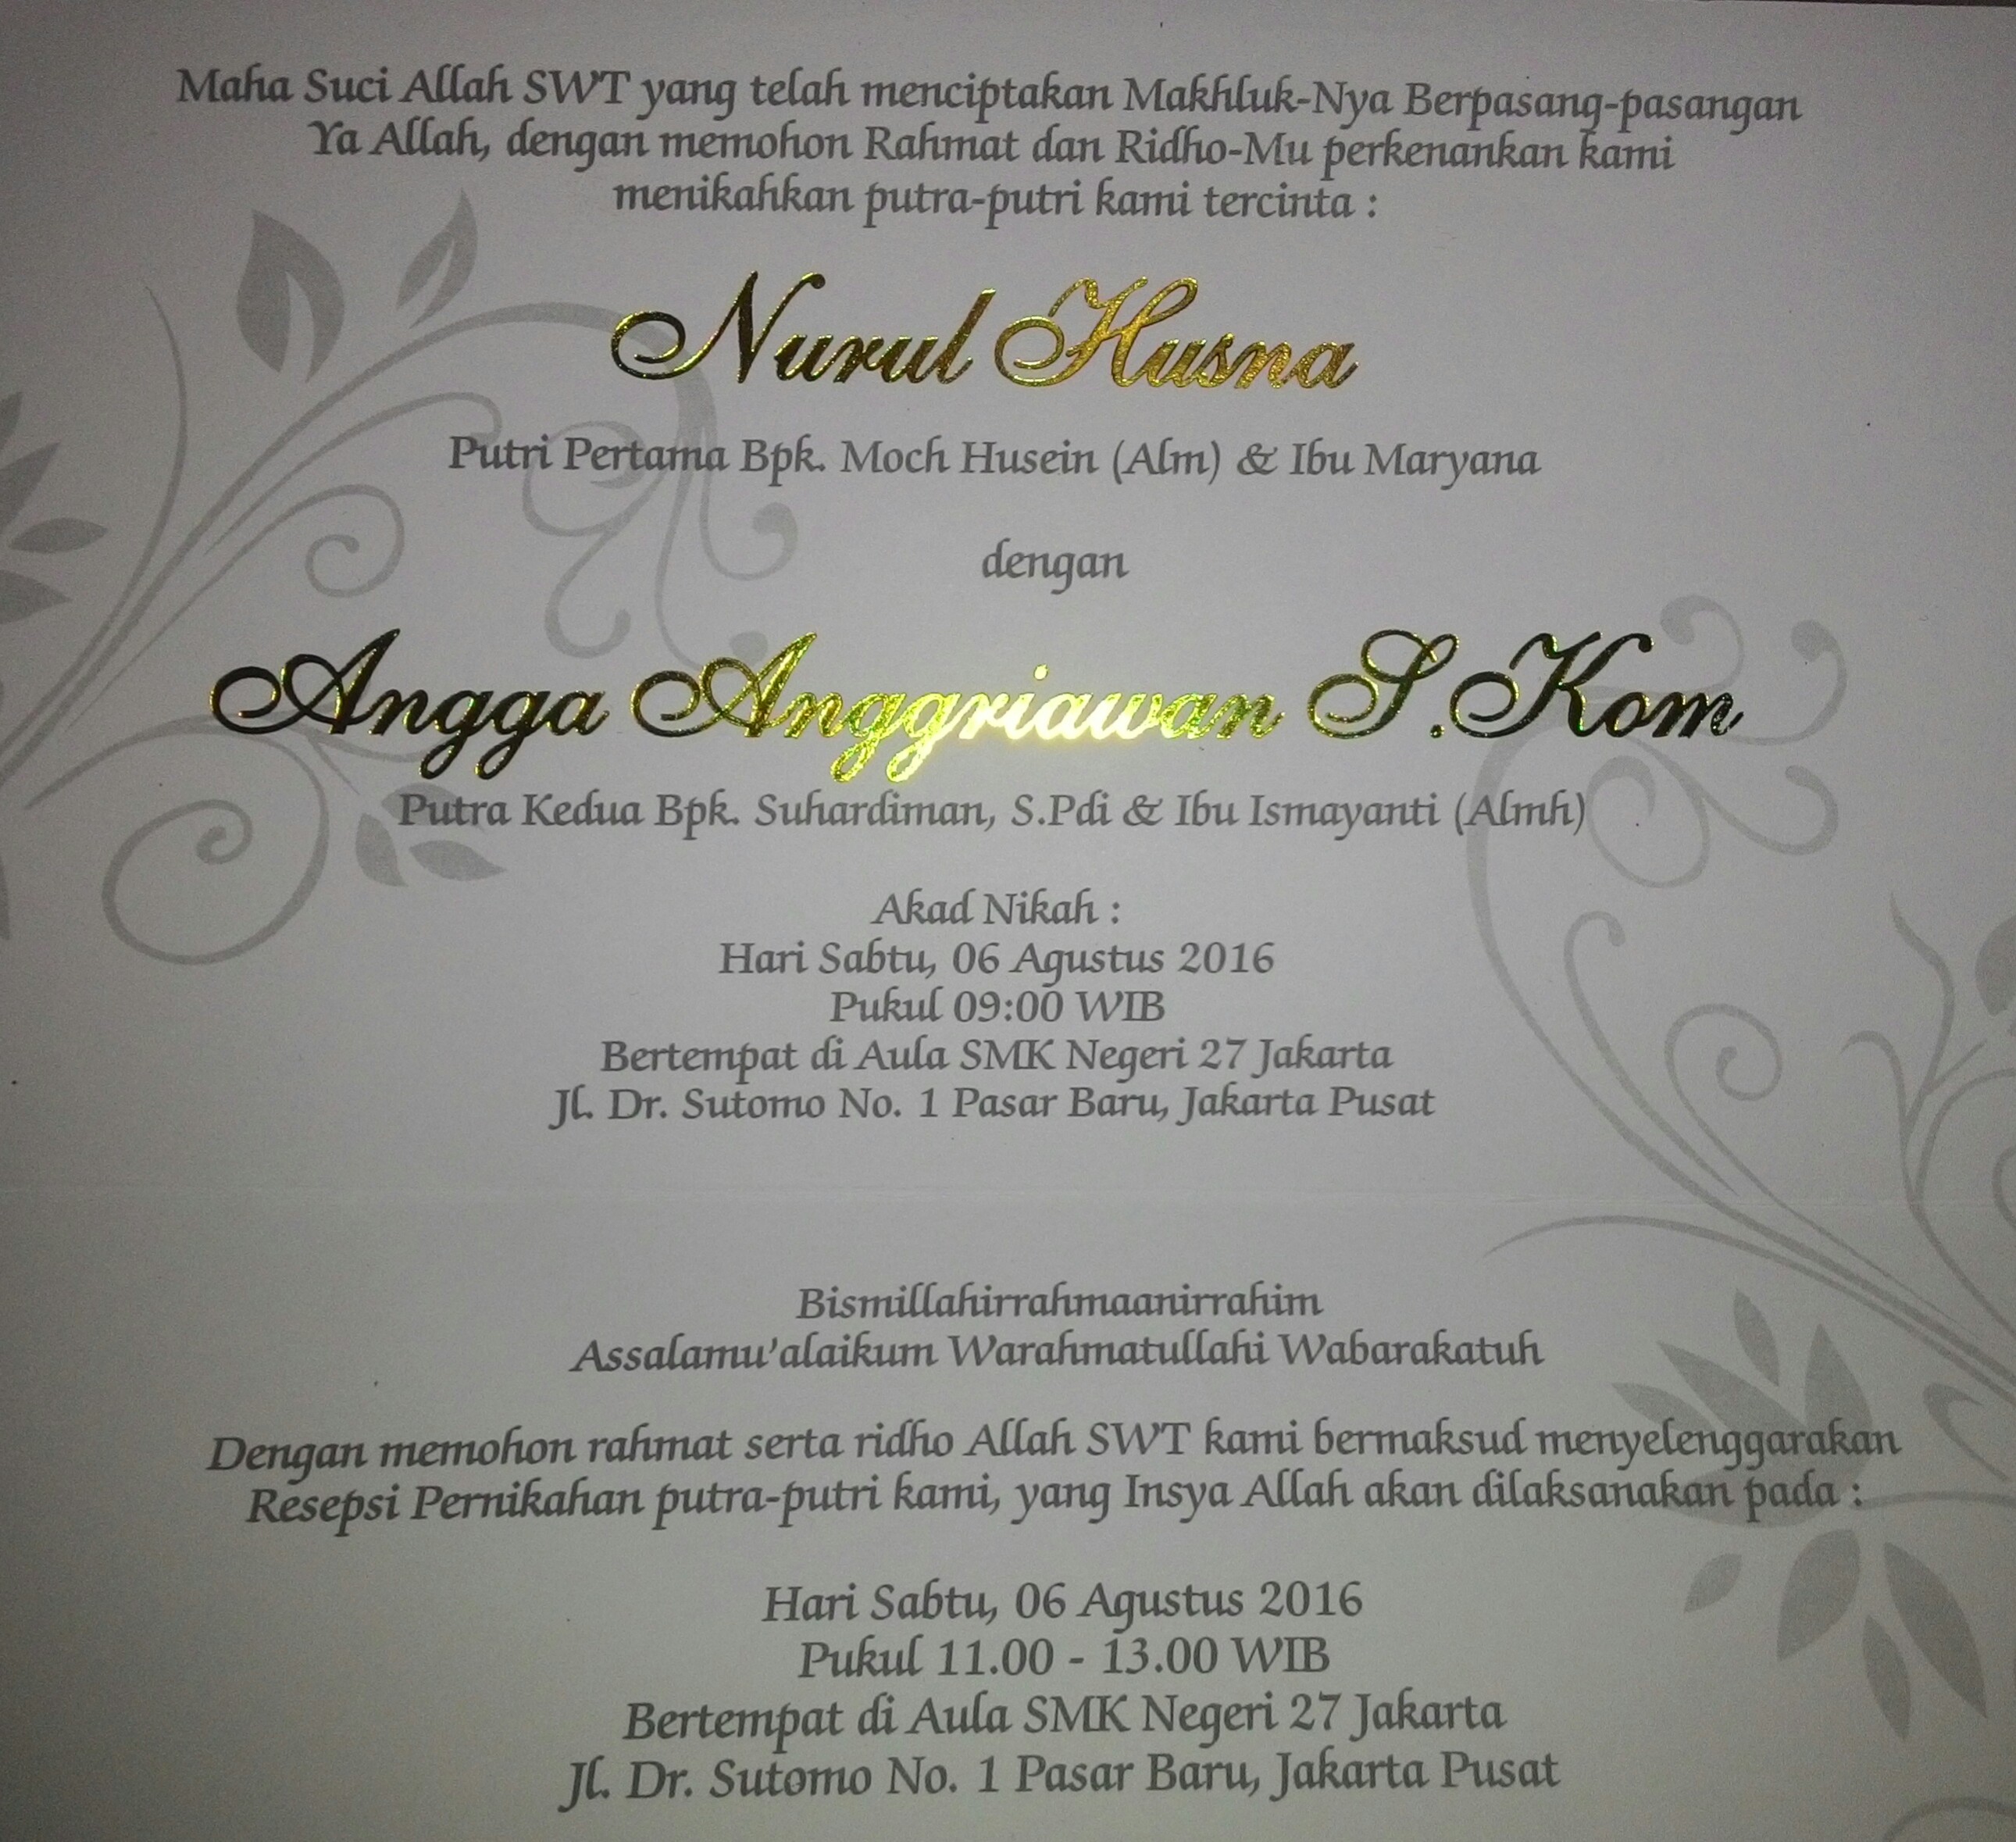 Maha Suci Allah SWT yang telah menciptakan Makhluk-Nya Berpasang-pasangan
Ya Allah, dengan memohon Rahmat dan Ridho-Mu perkenankan kami
menikahkan putra-putri kami tercinta :
Nurul Husna
Putri Pertama Bpk. Moch Husein (Alm) & Ibu Maryana
dengan
Angga Anggriawan S.Kom
Putra Kedua Bpk. Suhardiman, S.Pdi & Ibu Ismayanti (Almh)
Akad Nikah :
Hari Sabtu, 06 Agustus 2016
Pukul 09:00 WIB
Bertempat di Aula SMK Negeri 27 Jakarta
Jl. Dr. Sutomo No. 1 Pasar Baru, Jakarta Pusat
Bismillahirrahmaanirrahim
Assalamu'alaikum Warahmatullahi Wabarakatuh
Dengan memohon rahmat serta ridho Allah SWT kami bermaksud menyelenggarakan
Resepsi Pernikahan putra-putri kami, yang Insya Allah akan dilaksanakan pada :
Hari Sabtu, 06 Agustus 2016
Pukul 11.00 - 13.00 WIB
Bertempat di Aula SMK Negeri 27 Jakarta
Jl. Dr. Sutomo No. 1 Pasar Baru, Jakarta Pusat